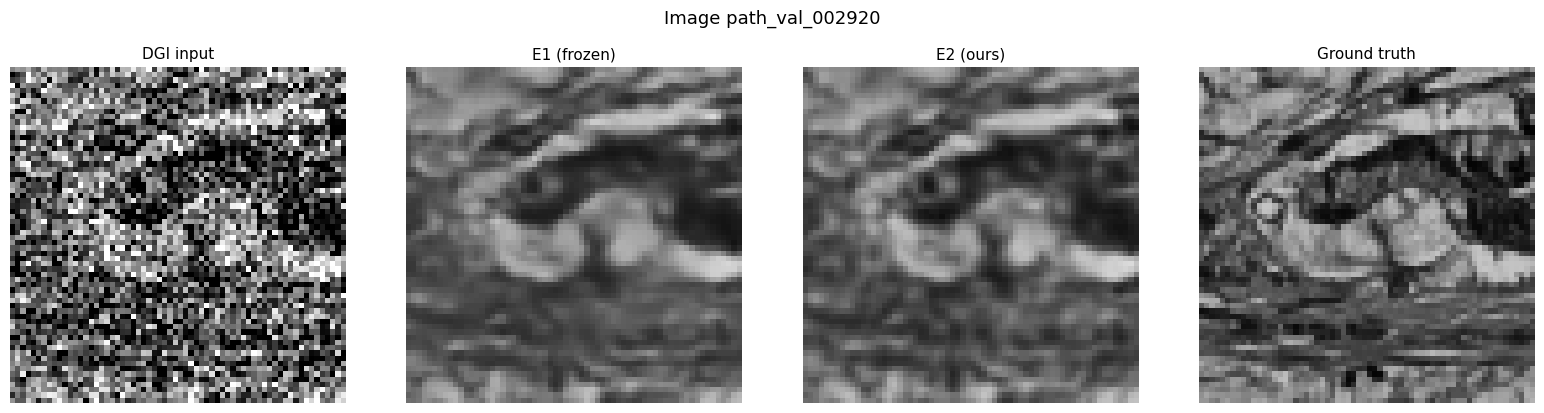 Image path_val_002920
DGI input
E1 (frozen)
E2 (ours)
Ground truth